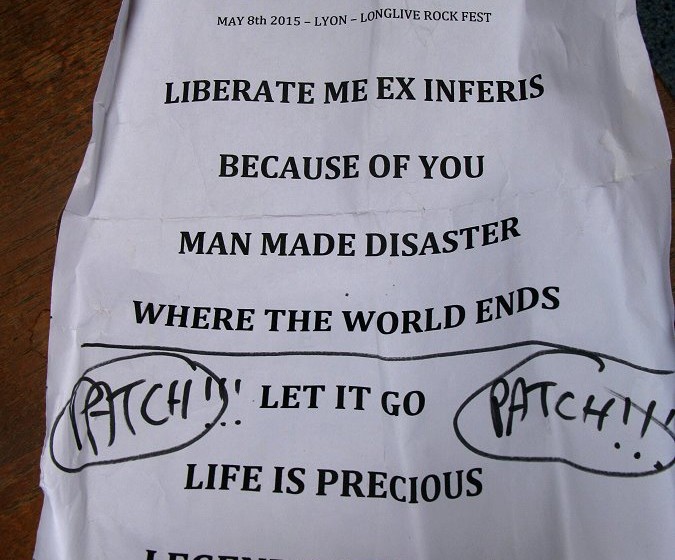 MAY 8th 2015 – LYON – LONGLIVE ROCK FEST
LIBERATE ME EX INFERIS
BECAUSE OF YOU
MAN MADE DISASTER
WHERE THE WORLD ENDS
PATCH!!! LET IT GO PATCH!!!
LIFE IS PRECIOUS